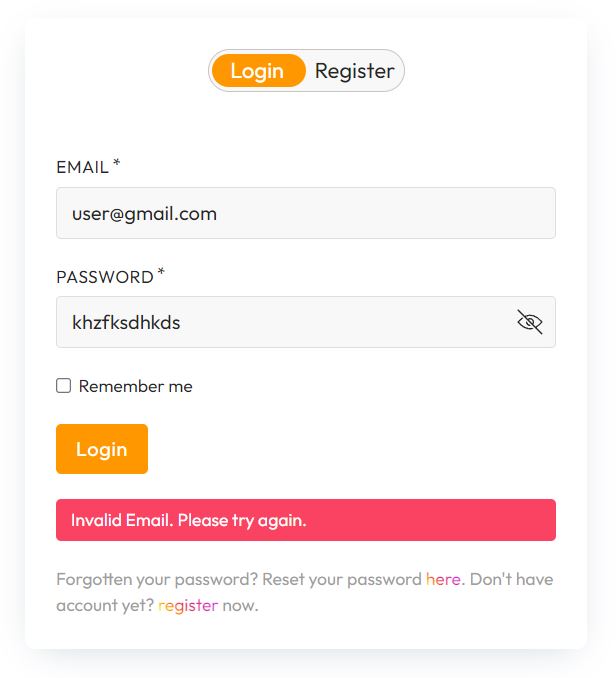 Login Register
EMAIL *
user@gmail.com
PASSWORD *
khzfksdhkds
Remember me
Login
Invalid Email. Please try again.
Forgotten your password? Reset your password here. Don't have
account yet? register now.